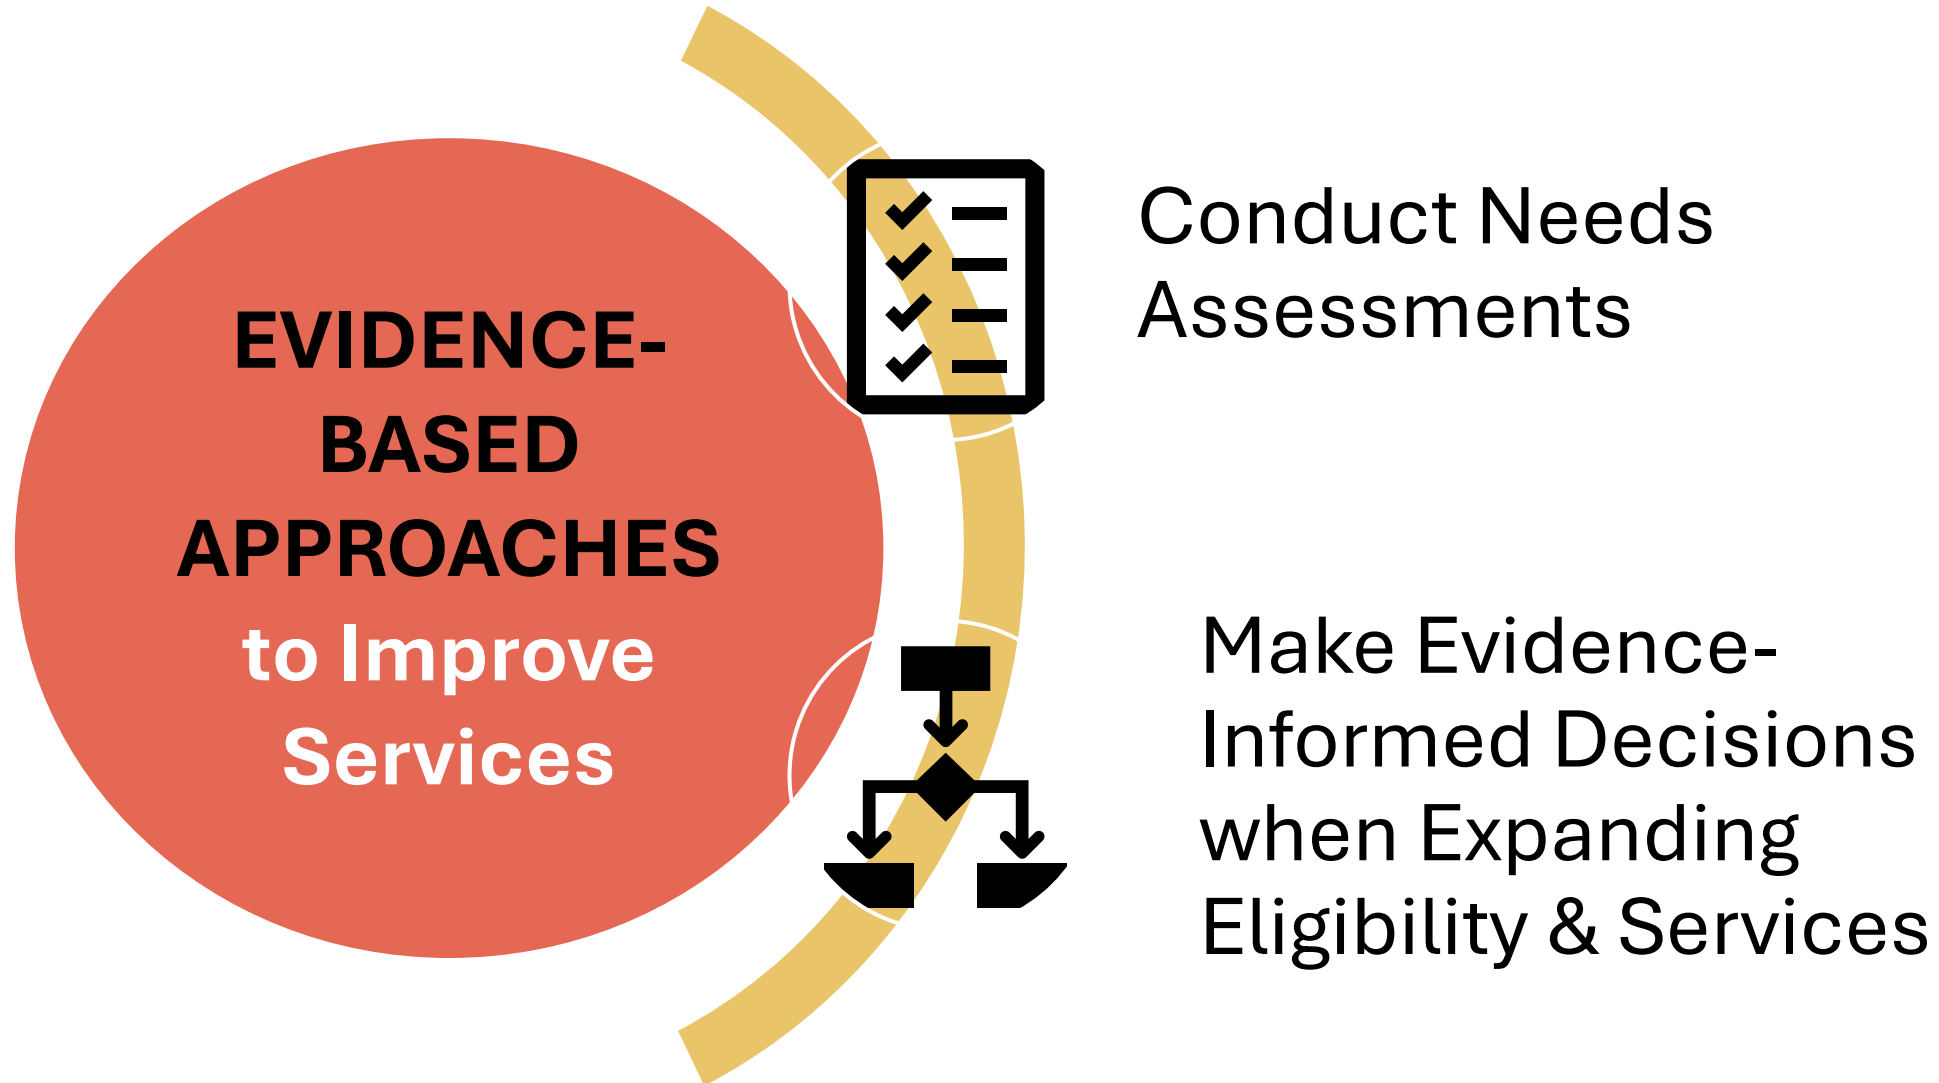 EVIDENCE-
BASED
APPROACHES
to Improve
Services
Conduct Needs
Assessments
Make Evidence-
Informed Decisions
when Expanding
Eligibility & Services